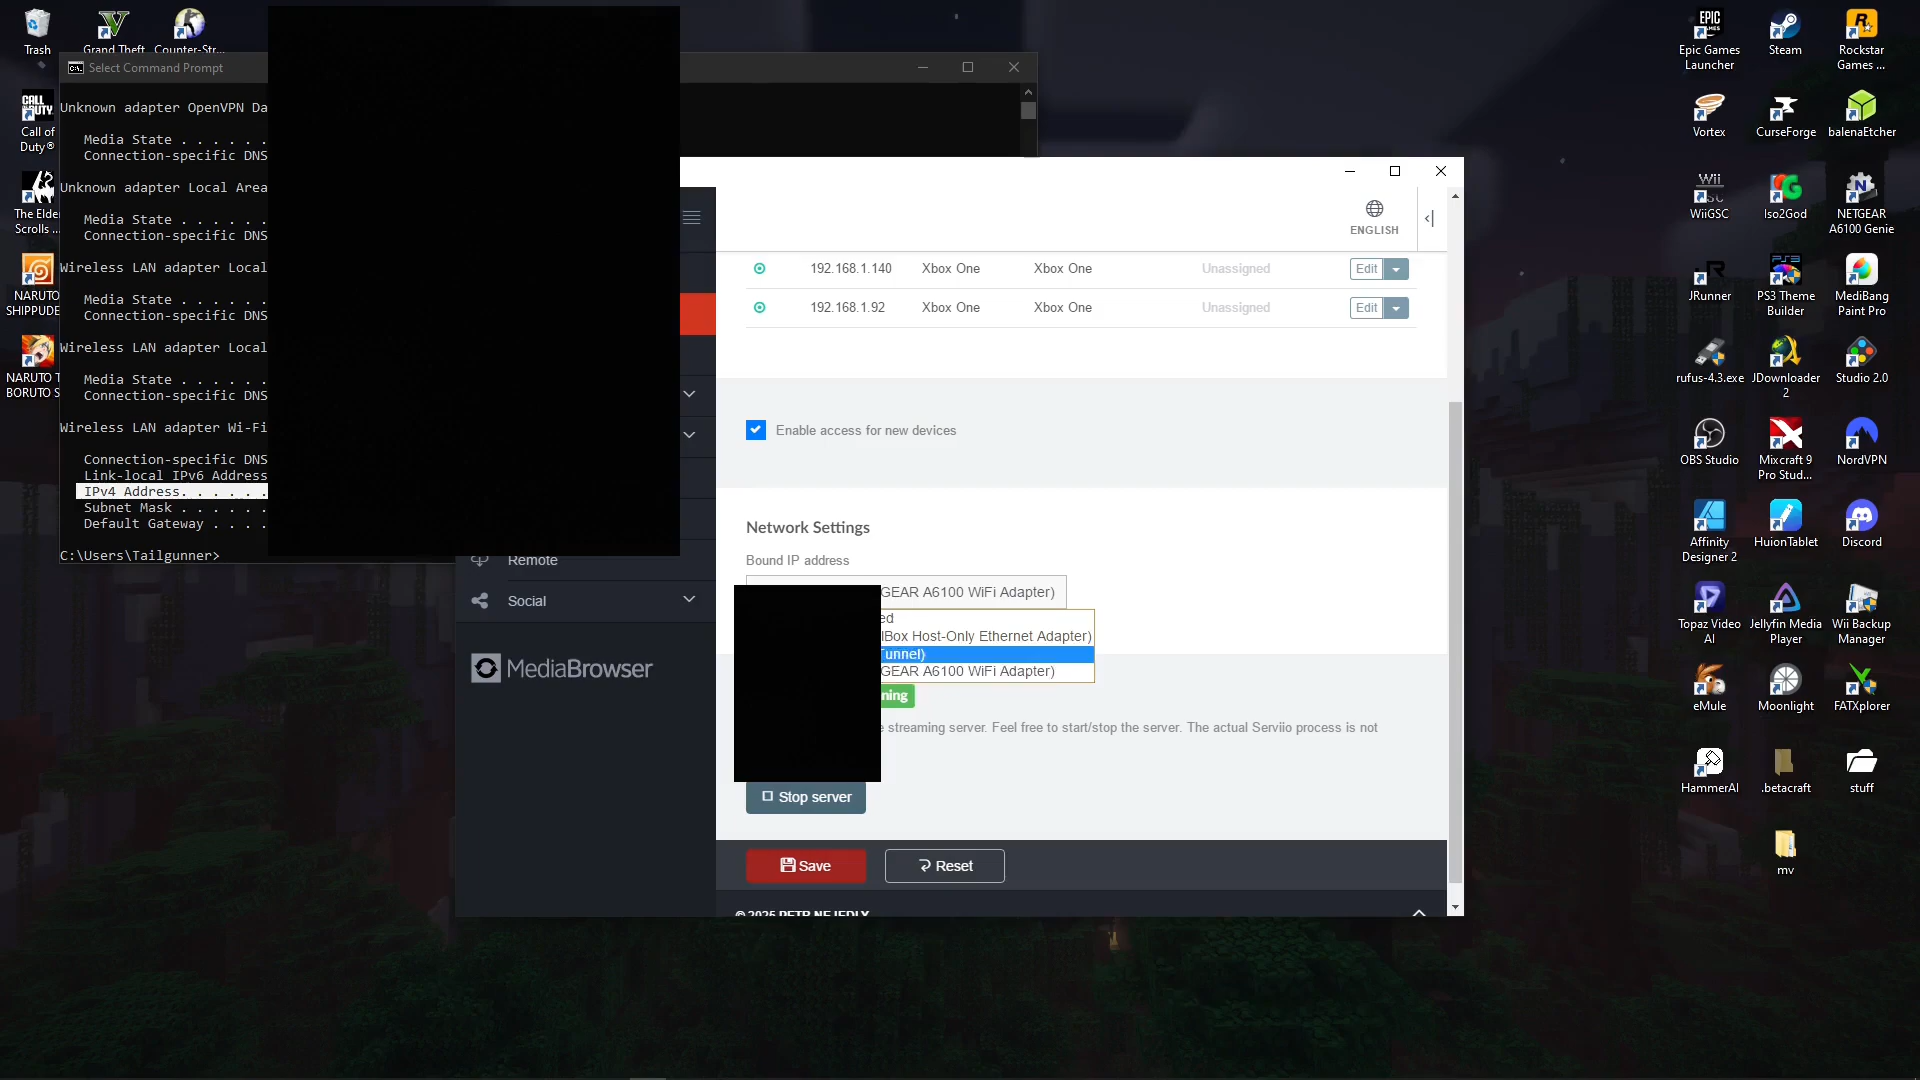 Trash
Grand Theft
Counter-Str...
Call of
Duty®
The Elde
Scrolls ...
NARUTO
SHIPPUDE
NARUTO T
BORUTO S
Select Command Prompt
Unknown adapter OpenVPN Da
Media State . . . . . .
Connection-specific DNS
Unknown adapter Local Area
Media State . . . . . .
Connection-specific DNS
Wireless LAN adapter Local
Media State . . . . . .
Connection-specific DNS
Wireless LAN adapter Local
Media State . . . . . .
Connection-specific DNS
Wireless LAN adapter Wi-Fi
Connection-specific DNS
Link-local IPv6 Address
IPv4 Address. . . . . .
Subnet Mask . . . . . .
Default Gateway . . . .
C:\Users\Tailgunner>
Remote
Social
MediaBrowser
ENGLISH
192.168.1.140 Xbox One Xbox One Unassigned Edit
192.168.1.92 Xbox One Xbox One Unassigned Edit
Enable access for new devices
Network Settings
Bound IP address
GEAR A6100 WiFi Adapter)
ed
lBox Host-Only Ethernet Adapter)
Tunnel)
GEAR A6100 WiFi Adapter)
ning
e streaming server. Feel free to start/stop the server. The actual Serviio process is not
Stop server
Save
Reset
Epic Games
Launcher
Steam
Rockstar
Games ...
Vortex
CurseForge
balenaEtcher
WiiGSC
Iso2God
NETGEAR
A6100 Genie
JRunner
PS3 Theme
Builder
MediBang
Paint Pro
rufus-4.3.exe
JDownloader
2
Studio 2.0
OBS Studio
Mixcraft 9
Pro Stud...
NordVPN
Affinity
Designer 2
HuionTablet
Discord
Topaz Video
AI
Jellyfin Media
Player
Wii Backup
Manager
eMule
Moonlight
FATXplorer
HammerAI
.betacraft
stuff
mv